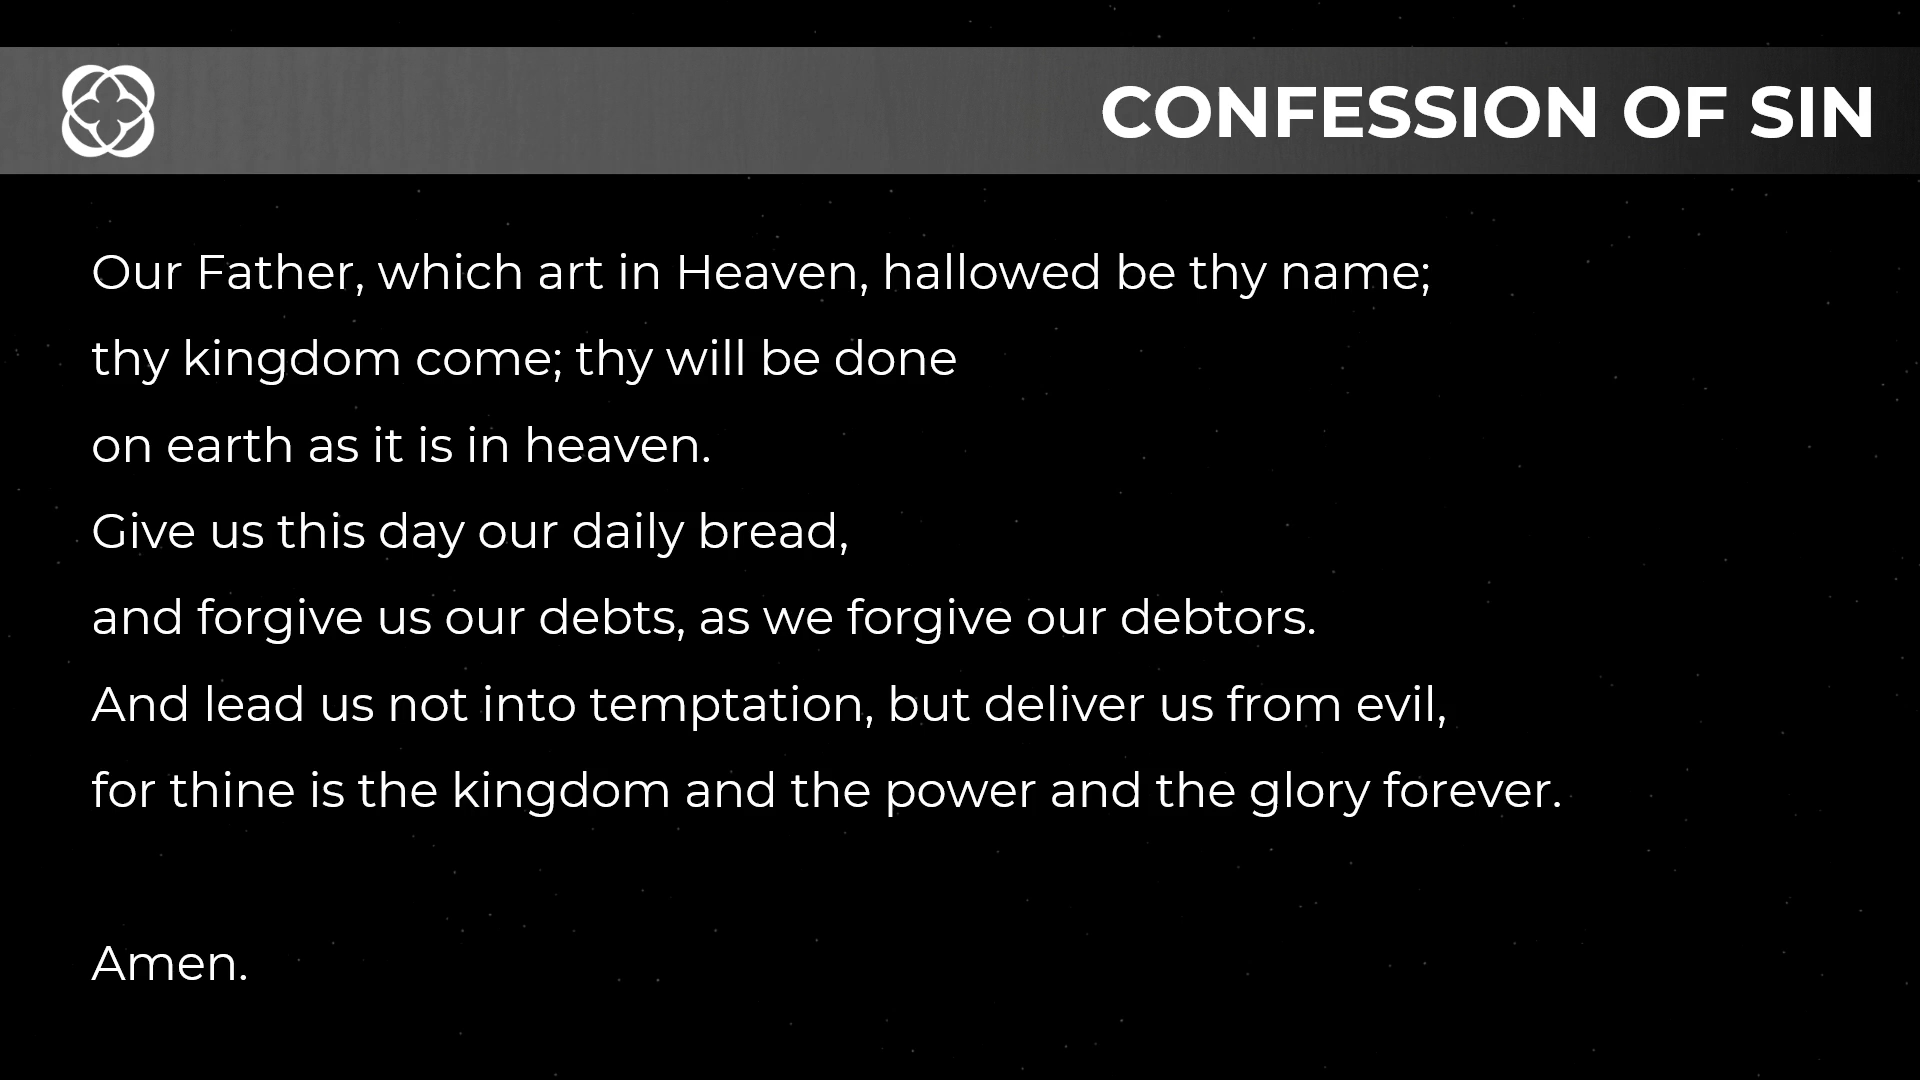 CONFESSION OF SIN
Our Father, which art in Heaven, hallowed be thy name;
thy kingdom come; thy will be done
on earth as it is in heaven.
Give us this day our daily bread,
and forgive us our debts, as we forgive our debtors.
And lead us not into temptation, but deliver us from evil,
for thine is the kingdom and the power and the glory forever.
Amen.